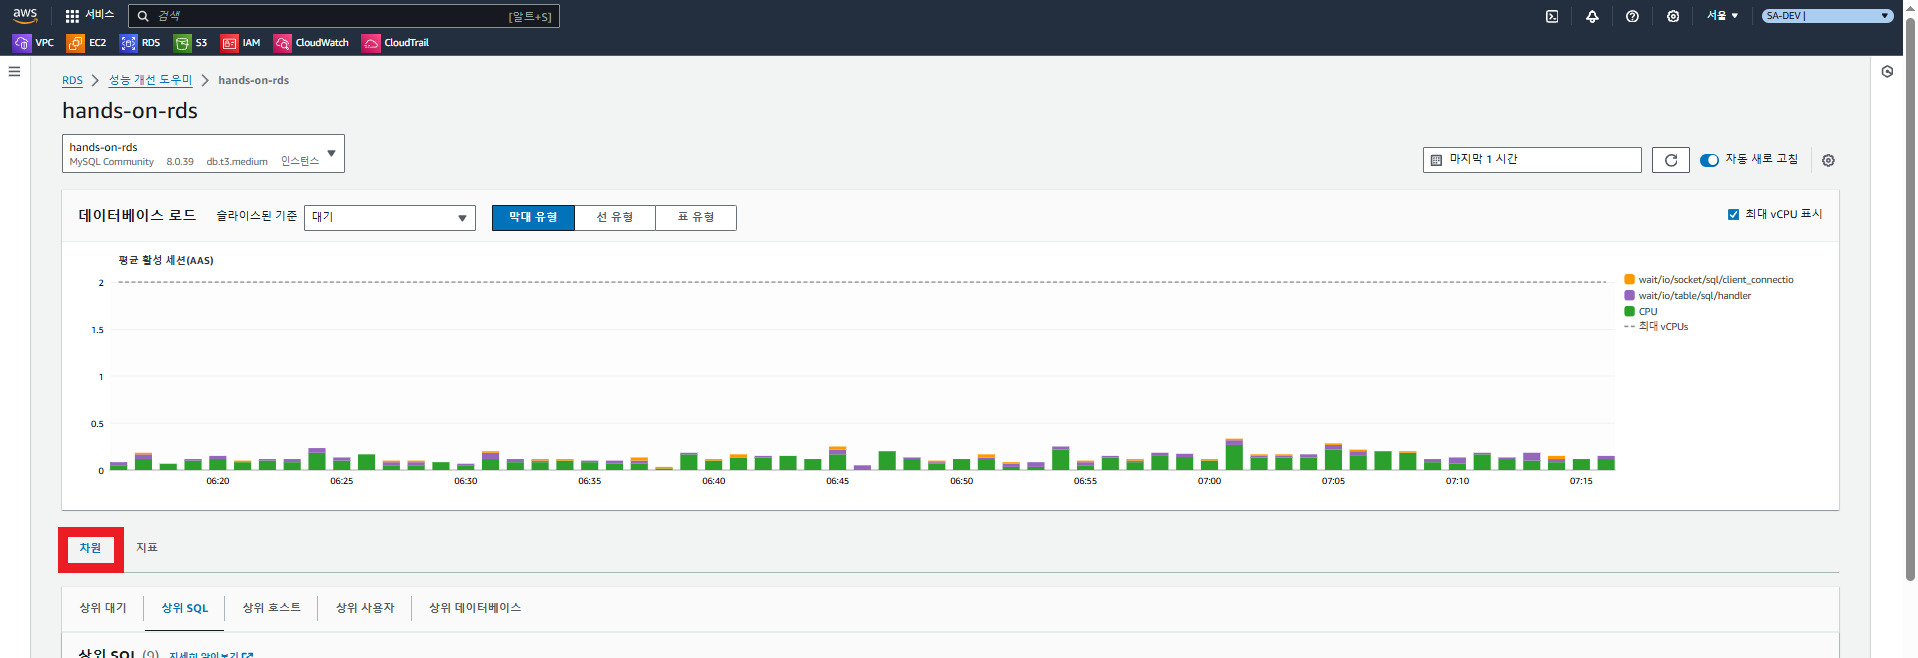 aws 서비스 검색 [알트+S] 서울 ▼ SA-DEV |
VPC EC2 RDS S3 IAM CloudWatch CloudTrail
RDS > 성능 개선 도우미 > hands-on-rds
hands-on-rds
hands-on-rds
MySQL Community 8.0.39 db.t3.medium 인스턴스
마지막 1 시간 자동 새로 고침
데이터베이스 로드 슬라이스된 기준 대기 막대 유형 선 유형 표 유형 최대 vCPU 표시
평균 활성 세션(AAS)
2
1.5
1
0.5
0
06:20 06:25 06:30 06:35 06:40 06:45 06:50 06:55 07:00 07:05 07:10 07:15
wait/io/socket/sql/client_connectio
wait/io/table/sql/handler
CPU
최대 vCPUs
차원 지표
상위 대기 상위 SQL 상위 호스트 상위 사용자 상위 데이터베이스
상위 SQL (9) 자세히 알아보기